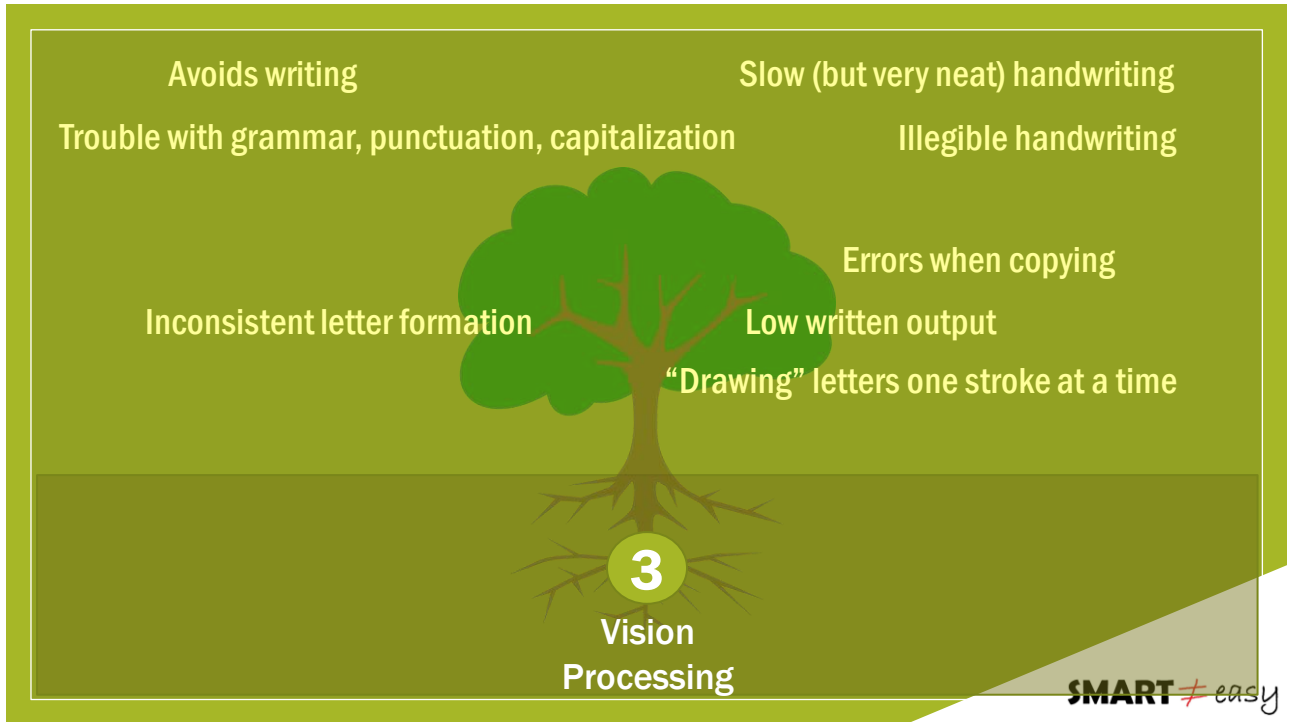 Avoids writing
Slow (but very neat) handwriting
Trouble with grammar, punctuation, capitalization
Illegible handwriting
Errors when copying
Inconsistent letter formation
Low written output
“Drawing” letters one stroke at a time
3
Vision
Processing
SMART ≠ easy